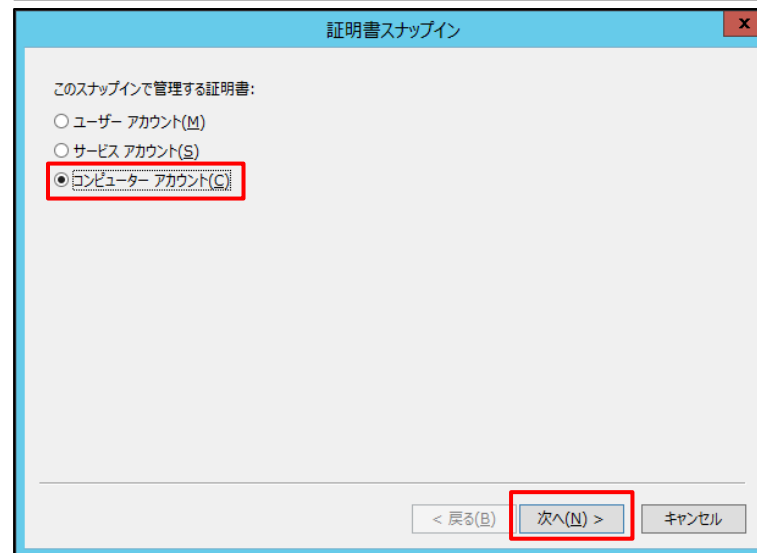 証明書スナップイン
x
このスナップインで管理する証明書:
ユーザー アカウント(M)
サービス アカウント(S)
コンピューター アカウント(C)
< 戻る(B) 次へ(N) > キャンセル